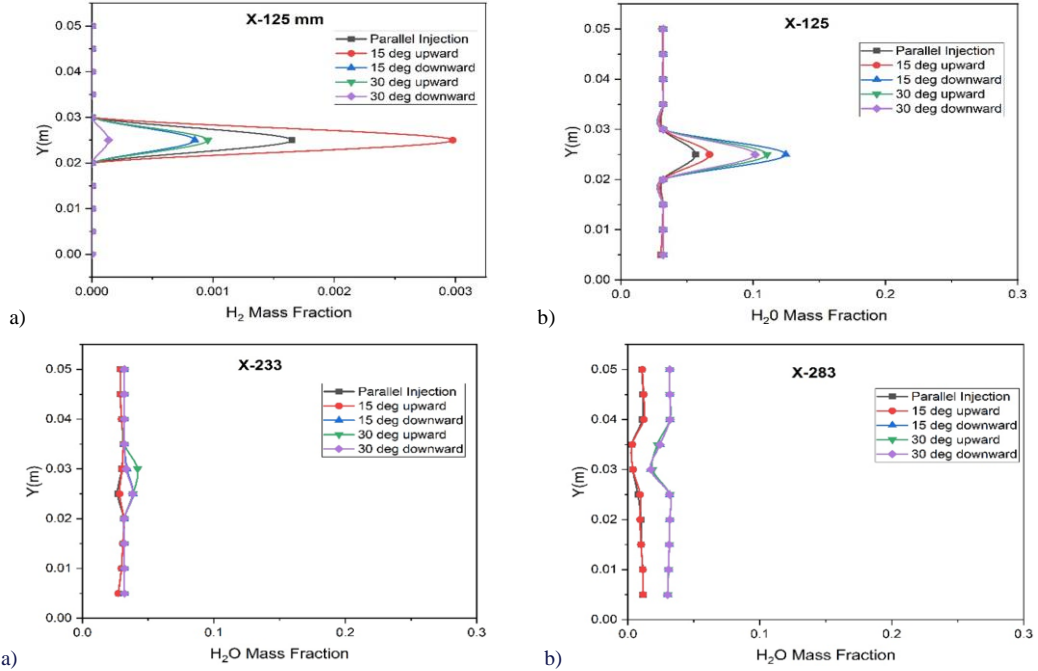 X-125 mm
Parallel Injection
15 deg upward
15 deg downward
30 deg upward
30 deg downward
0.05
0.04
0.03
0.02
0.01
0.00
Y(m)
0.000 0.001 0.002 0.003
H₂ Mass Fraction
a)
X-125
Parallel Injection
15 deg upward
15 deg downward
30 deg upward
30 deg downward
0.05
0.04
0.03
0.02
0.01
0.00
Y(m)
0.0 0.1 0.2 0.3
H₂0 Mass Fraction
b)
X-233
Parallel Injection
15 deg upward
15 deg downward
30 deg upward
30 deg downward
0.05
0.04
0.03
0.02
0.01
0.00
Y(m)
0.0 0.1 0.2 0.3
H₂O Mass Fraction
a)
X-283
Parallel Injection
15 deg upward
15 deg downward
30 deg upward
30 deg downward
0.05
0.04
0.03
0.02
0.01
0.00
Y(m)
0.0 0.1 0.2 0.3
H₂O Mass Fraction
b)